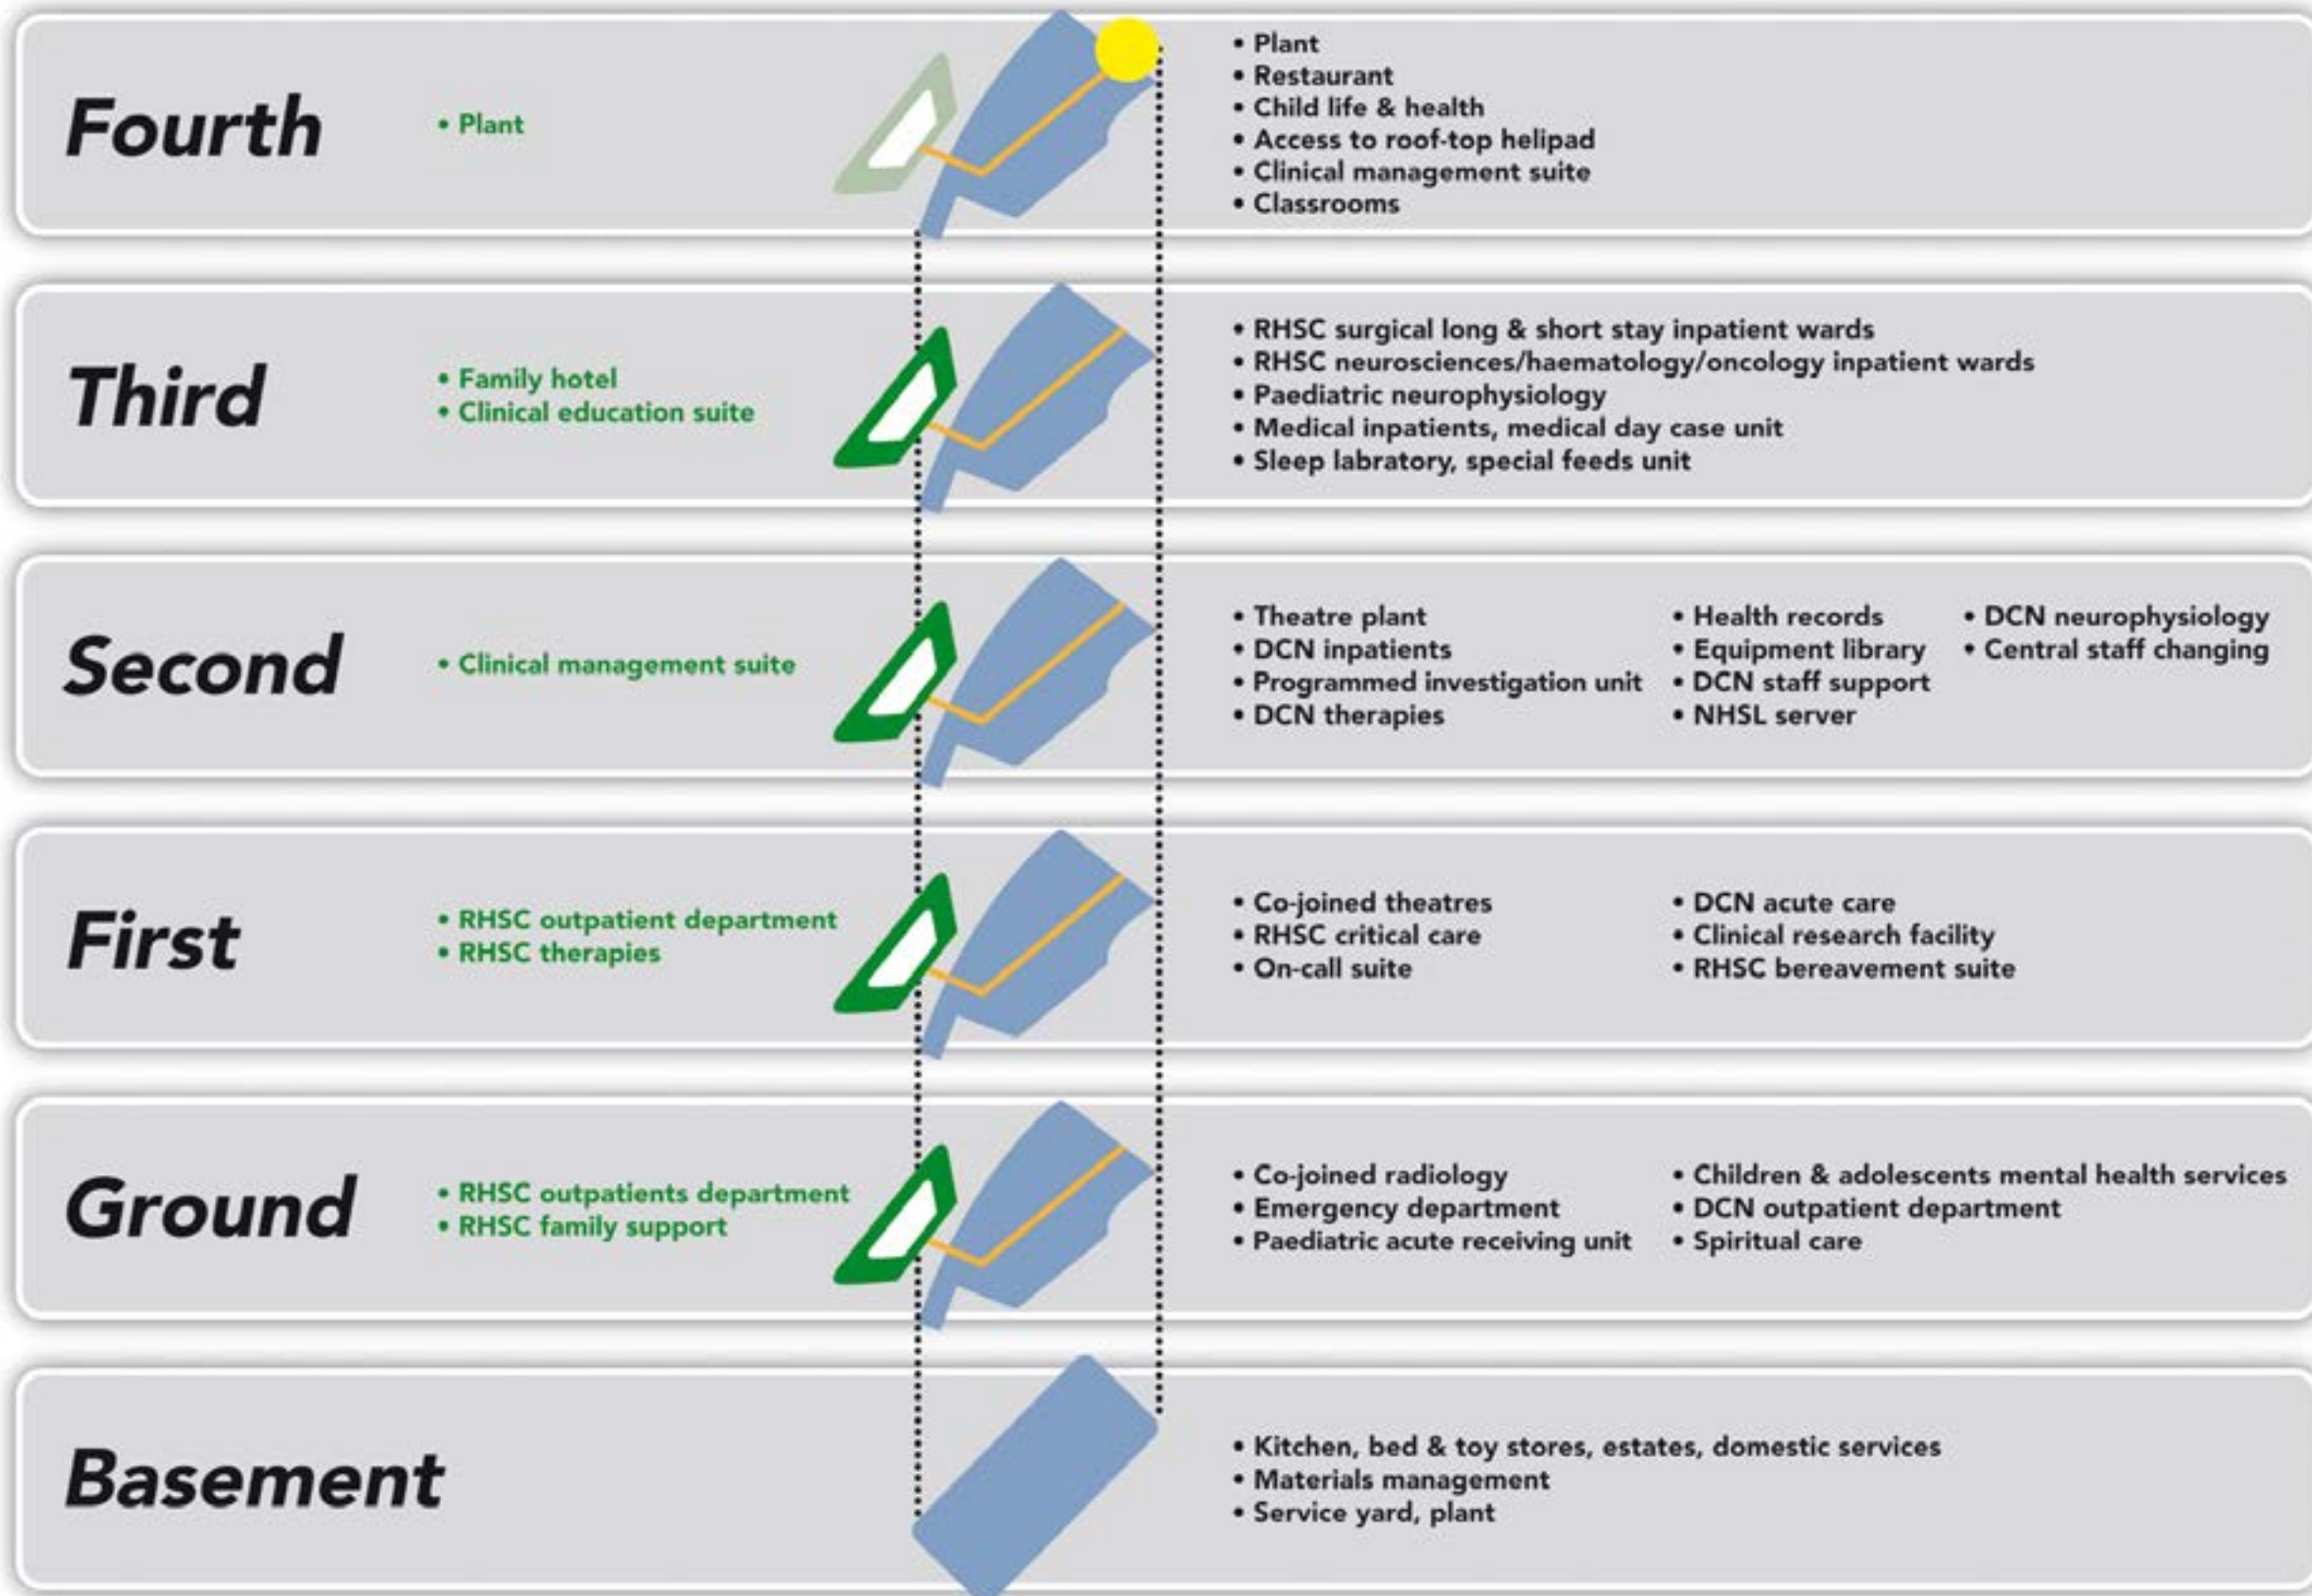 Fourth
• Plant
• Plant
• Restaurant
• Child life & health
• Access to roof-top helipad
• Clinical management suite
• Classrooms
Third
• Family hotel
• Clinical education suite
• RHSC surgical long & short stay inpatient wards
• RHSC neurosciences/haematology/oncology inpatient wards
• Paediatric neurophysiology
• Medical inpatients, medical day case unit
• Sleep labratory, special feeds unit
Second
• Clinical management suite
• Theatre plant
• DCN inpatients
• Programmed investigation unit
• DCN therapies
• Health records
• Equipment library
• DCN staff support
• NHSL server
• DCN neurophysiology
• Central staff changing
First
• RHSC outpatient department
• RHSC therapies
• Co-joined theatres
• RHSC critical care
• On-call suite
• DCN acute care
• Clinical research facility
• RHSC bereavement suite
Ground
• RHSC outpatients department
• RHSC family support
• Co-joined radiology
• Emergency department
• Paediatric acute receiving unit
• Children & adolescents mental health services
• DCN outpatient department
• Spiritual care
Basement
• Kitchen, bed & toy stores, estates, domestic services
• Materials management
• Service yard, plant